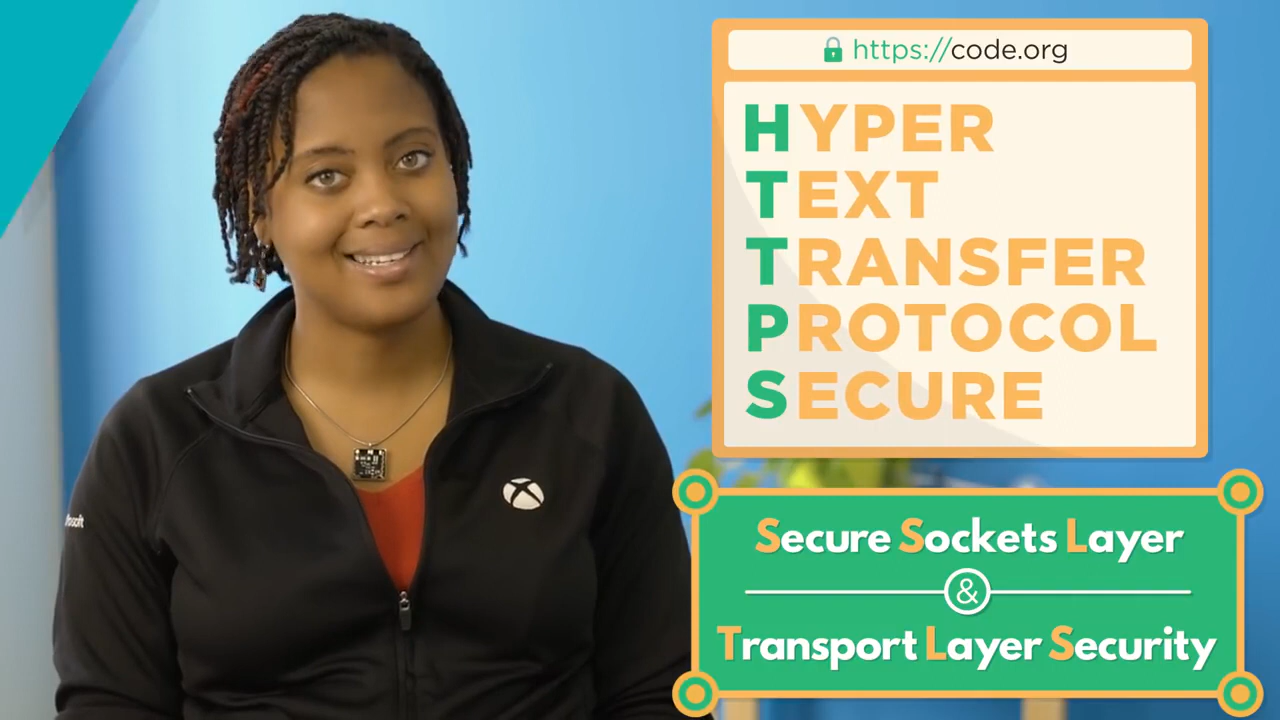 https://code.org
HYPER
TEXT
TRANSFER
PROTOCOL
SECURE
Secure Sockets Layer
&
Transport Layer Security